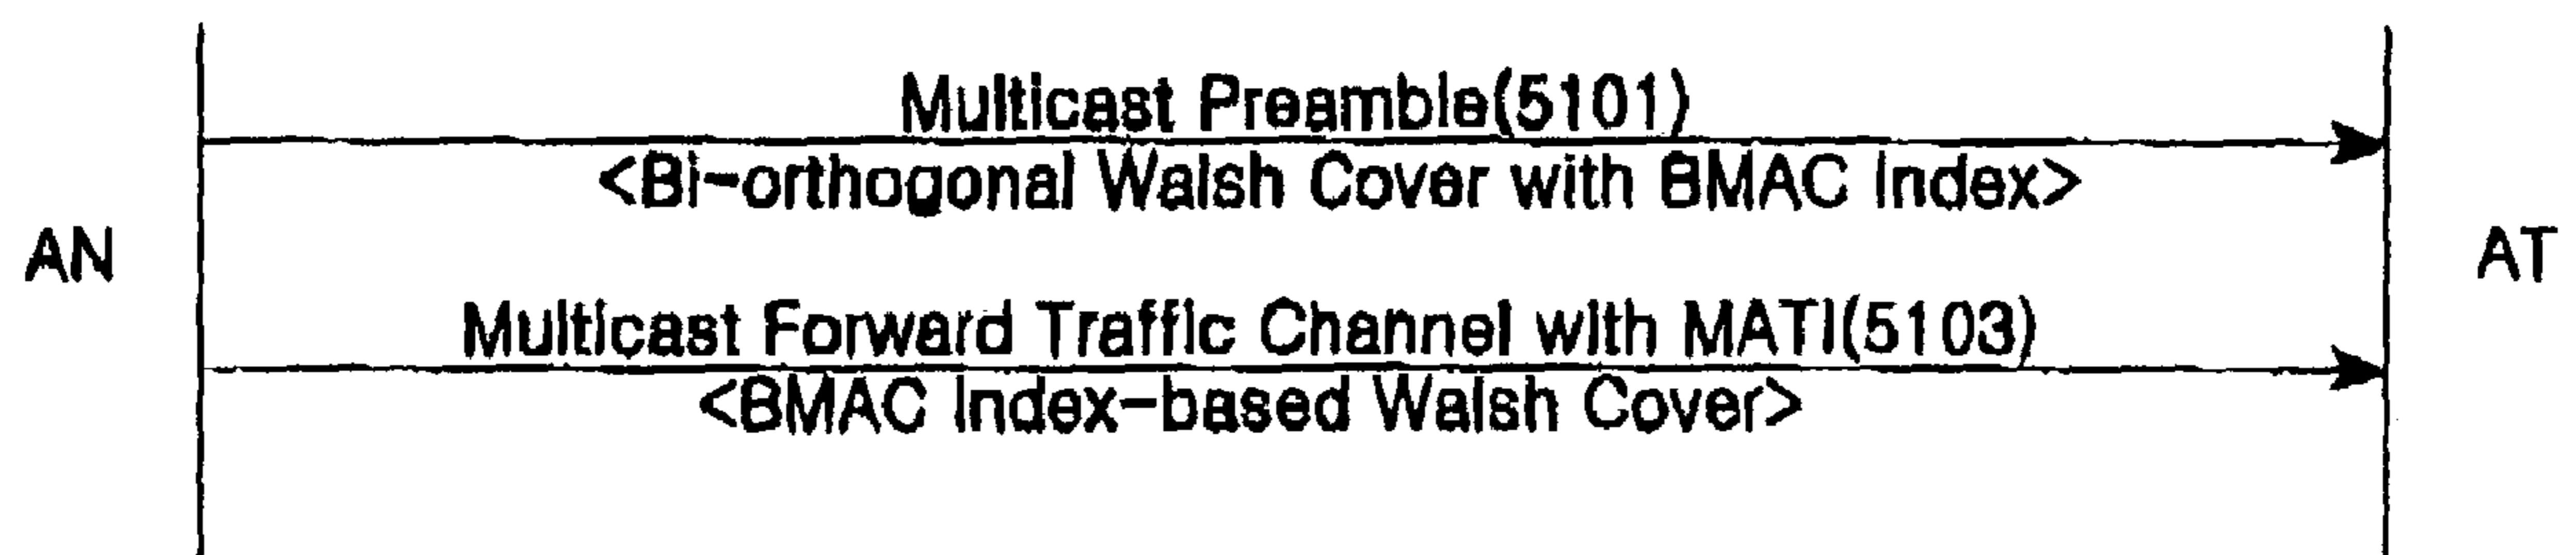 Multicast Preamble(5101)
<Bi-orthogonal Walsh Cover with BMAC Index>
AN
AT
Multicast Forward Traffic Channel with MATI(5103)
<BMAC Index-based Walsh Cover>